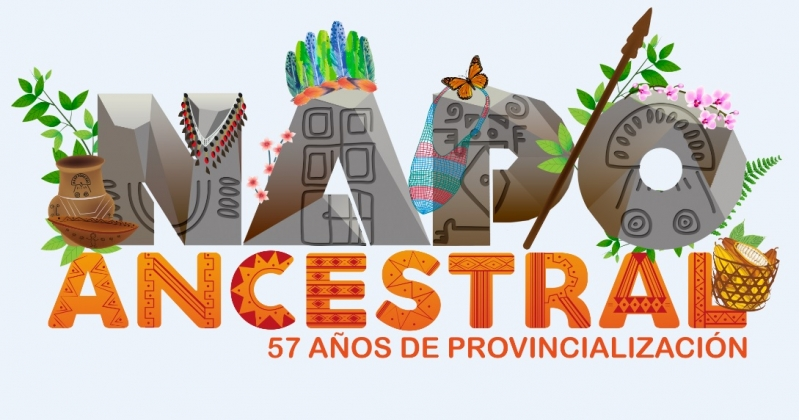 NAPO
ANCESTRAL
57 AÑOS DE PROVINCIALIZACIÓN